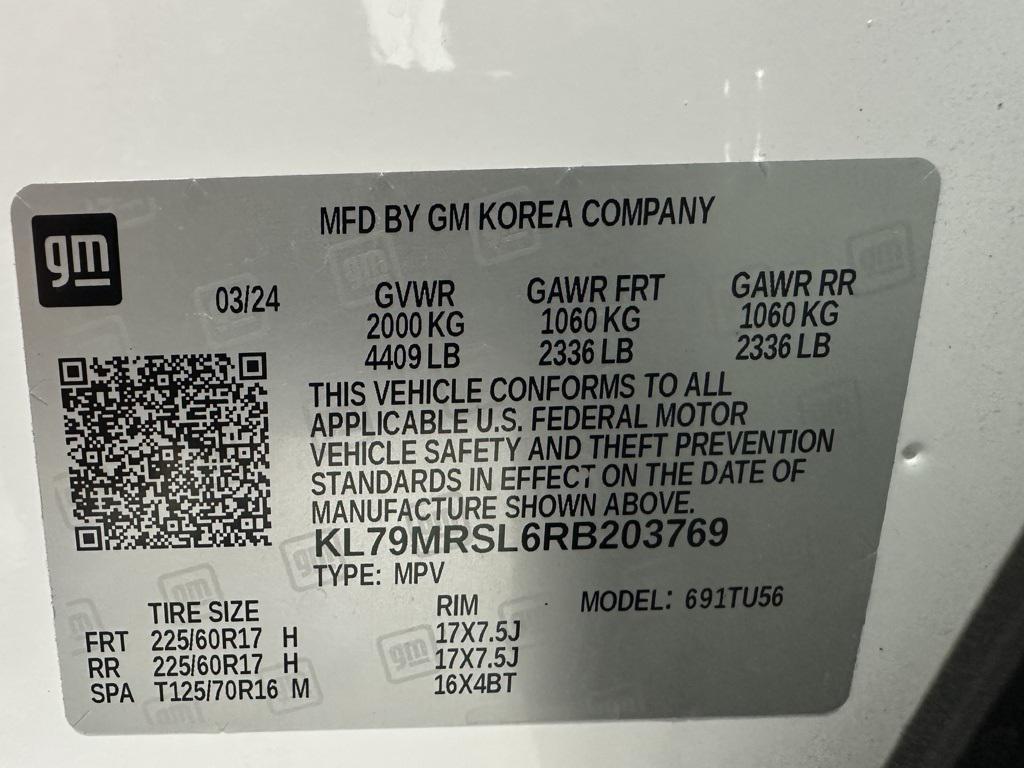 gm
MFD BY GM KOREA COMPANY
03/24
GVWR
2000 KG
4409 LB
GAWR FRT
1060 KG
2336 LB
GAWR RR
1060 KG
2336 LB
THIS VEHICLE CONFORMS TO ALL
APPLICABLE U.S. FEDERAL MOTOR
VEHICLE SAFETY AND THEFT PREVENTION
STANDARDS IN EFFECT ON THE DATE OF
MANUFACTURE SHOWN ABOVE.
KL79MRSL6RB203769
TYPE: MPV
MODEL: 691TU56
TIRE SIZE RIM
FRT 225/60R17 H 17X7.5J
RR 225/60R17 H 17X7.5J
SPA T125/70R16 M 16X4BT